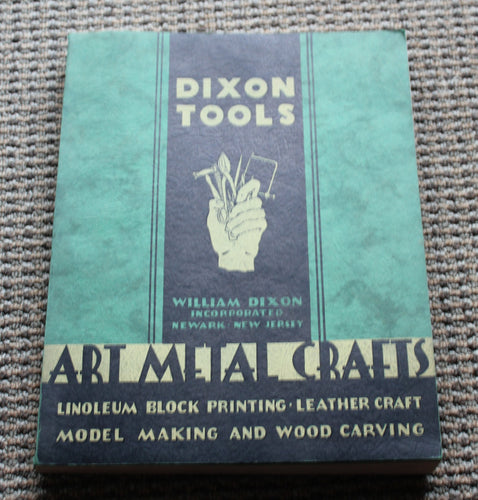 DIXON
TOOLS
WILLIAM DIXON
INCORPORATED
NEWARK · NEW JERSEY
ART METAL CRAFTS
LINOLEUM BLOCK PRINTING · LEATHER CRAFT
MODEL MAKING AND WOOD CARVING